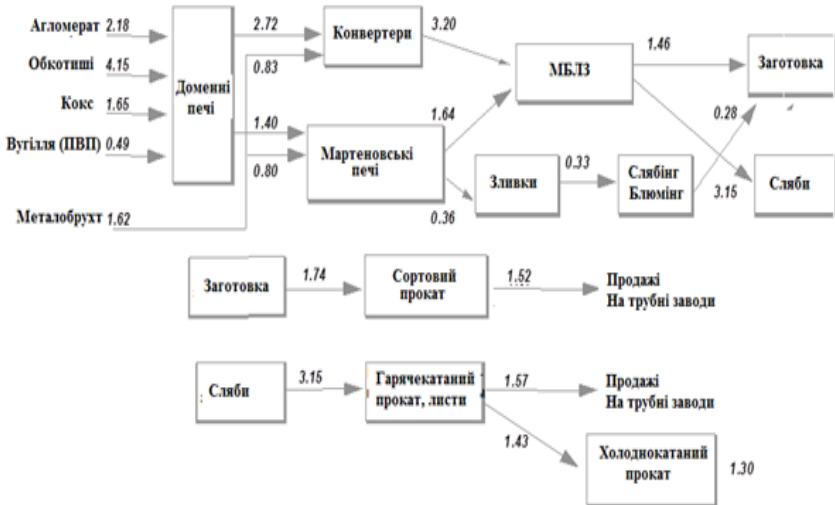 Агломерат 2.18
Обкотиші 4.15
Кокс 1.65
Вугілля (ПВП) 0.49
Металобрухт 1.62
Доменні
печі
2.72
0.83
1.40
0.80
Конвертери
3.20
Мартеновські
печі
1.64
0.36
МБЛЗ
1.46
Зливки
0.33
Слябінг
Блюмінг
0.28
3.15
Заготовка
Сляби
Заготовка
1.74
Сортовий
прокат
1.52
Продажі
На трубні заводи
Сляби
3.15
Гарячекатаний
прокат, листи
1.57
Продажі
На трубні заводи
1.43
Холоднокатаний
прокат
1.30